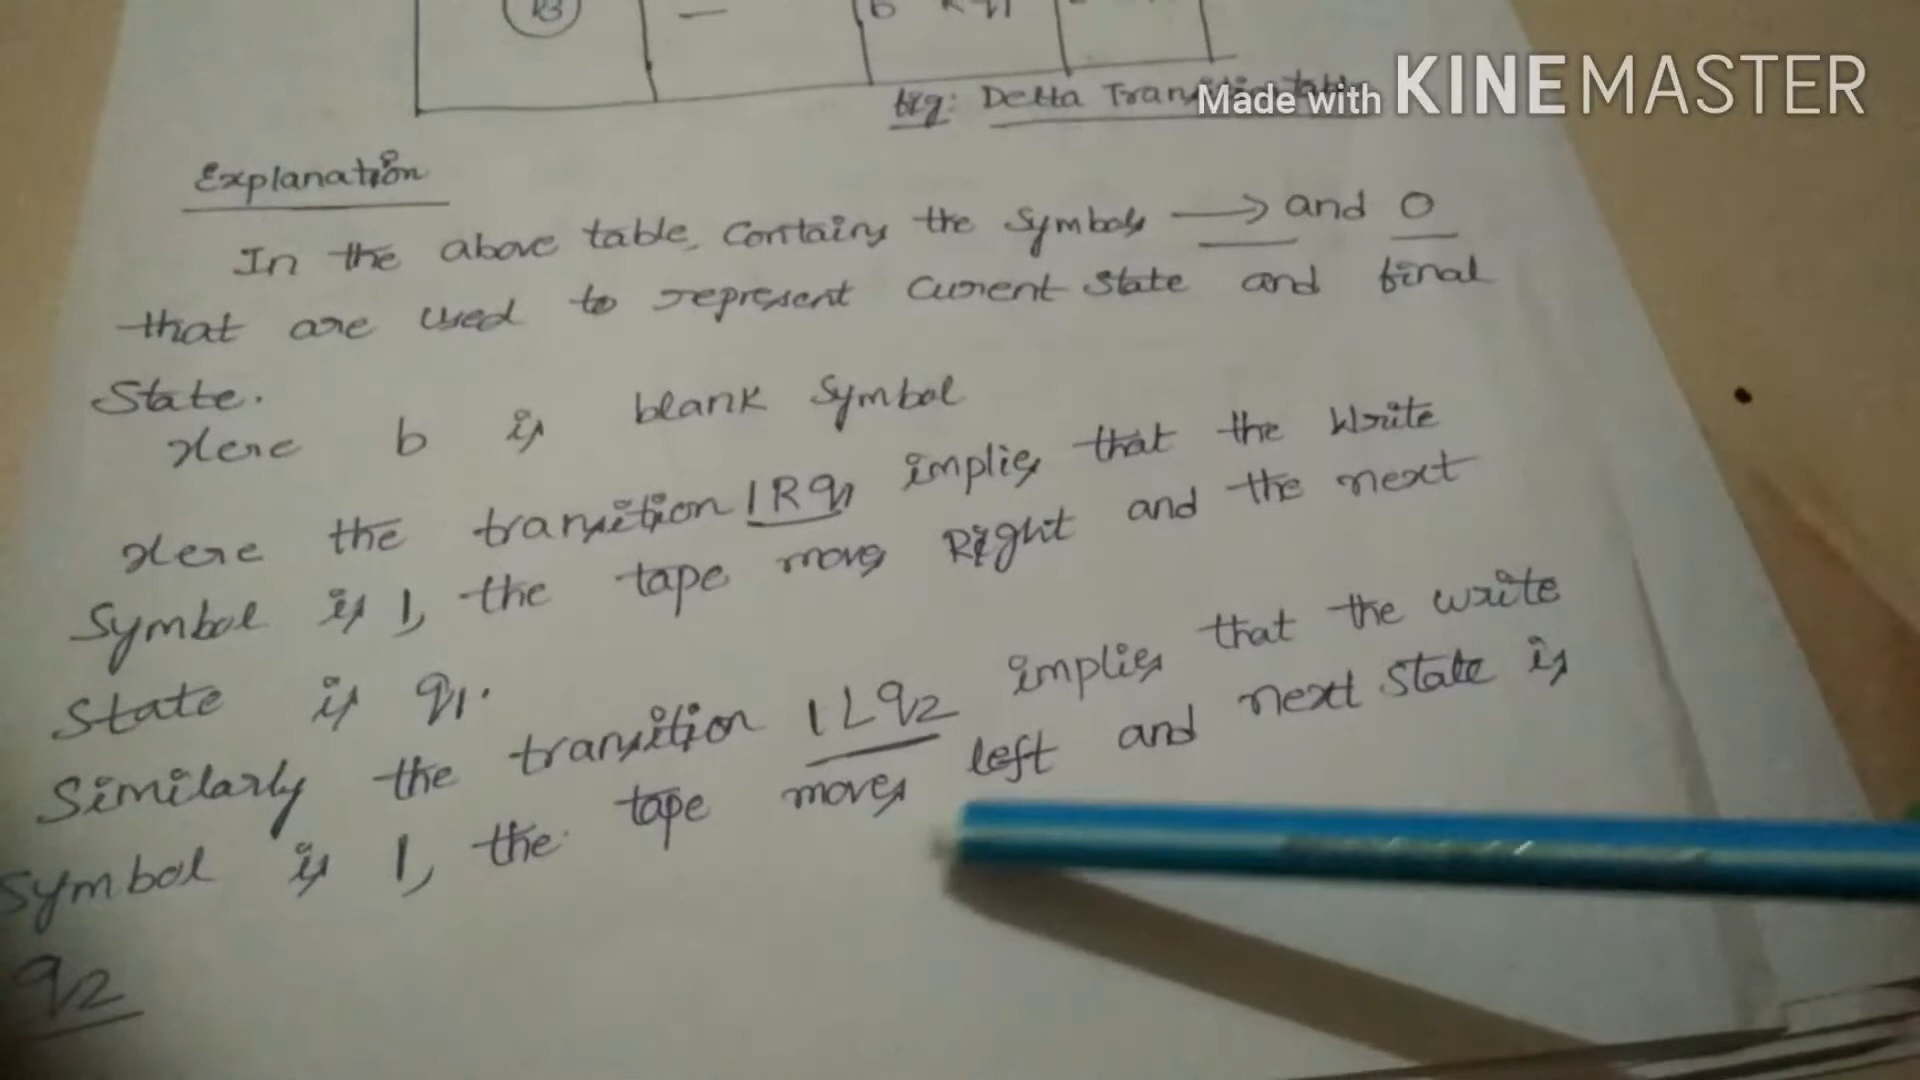 b R q1
fig: Delta Transition table
Made with KINEMASTER
Explanation
In the above table, contains the symbols → and O
that are used to represent current state and final
State.
Here b is blank symbol
Here the transition 1Rq1 implies that the write
Symbol is 1, the tape moves Right and the next
State is q1.
Similarly the transition 1Lq2 implies that the write
Symbol is 1, the tape moves left and next state is
q2